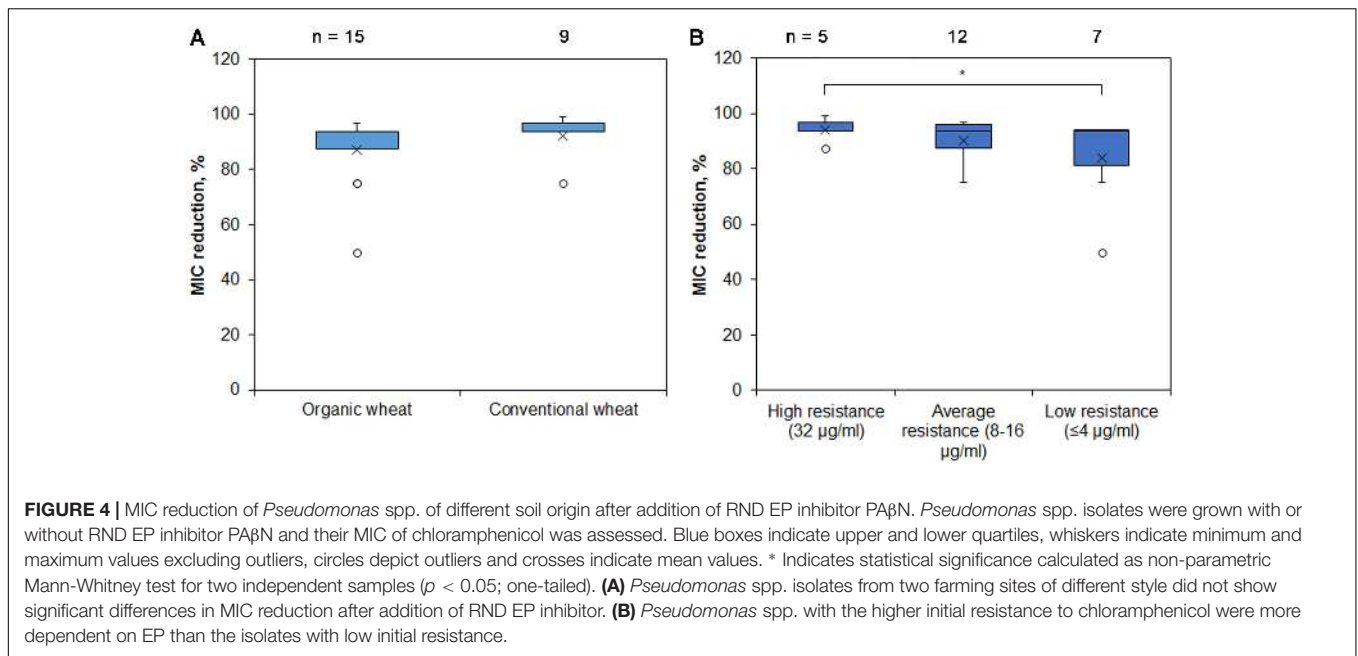 A
n = 15
9
120
100
80
60
40
20
0
MIC reduction, %
Organic wheat
Conventional wheat
B
n = 5
12
7
*
120
100
80
60
40
20
0
MIC reduction, %
High resistance
(32 µg/ml)
Average
resistance (8-16
µg/ml)
Low resistance
(≤4 µg/ml)
FIGURE 4 | MIC reduction of Pseudomonas spp. of different soil origin after addition of RND EP inhibitor PAβN. Pseudomonas spp. isolates were grown with or
without RND EP inhibitor PAβN and their MIC of chloramphenicol was assessed. Blue boxes indicate upper and lower quartiles, whiskers indicate minimum and
maximum values excluding outliers, circles depict outliers and crosses indicate mean values. * Indicates statistical significance calculated as non-parametric
Mann-Whitney test for two independent samples (p < 0.05; one-tailed). (A) Pseudomonas spp. isolates from two farming sites of different style did not show
significant differences in MIC reduction after addition of RND EP inhibitor. (B) Pseudomonas spp. with the higher initial resistance to chloramphenicol were more
dependent on EP than the isolates with low initial resistance.